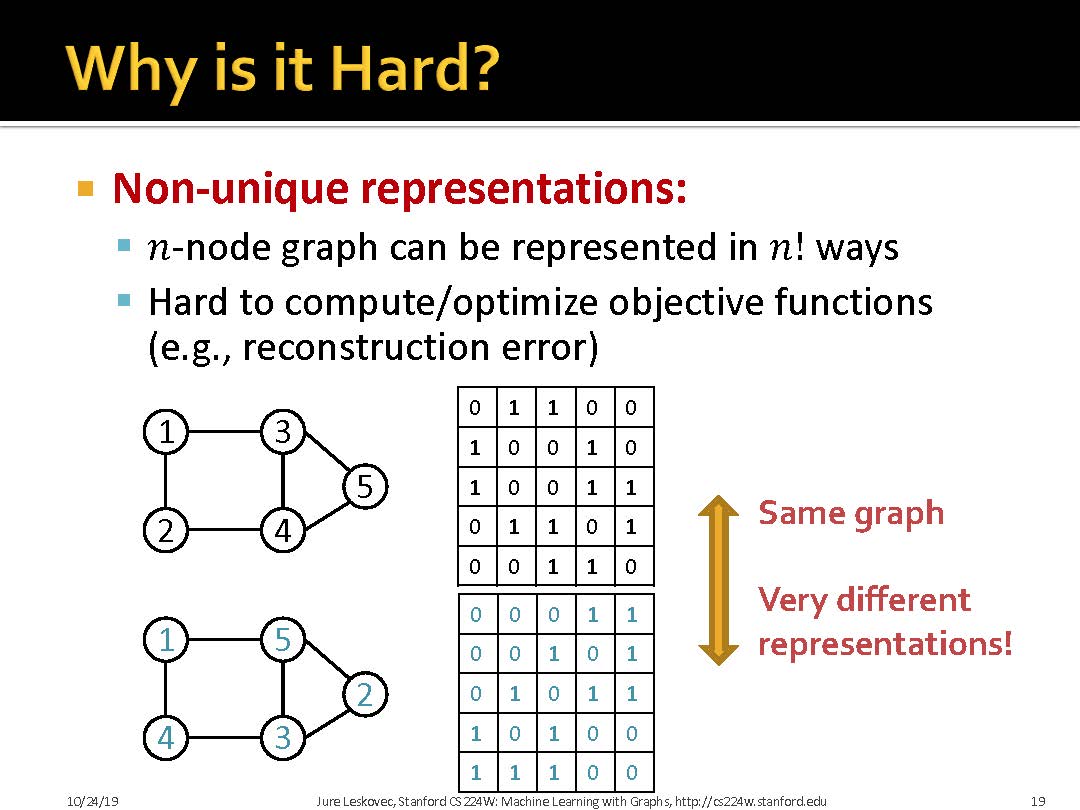 Why is it Hard?
Non-unique representations:
n-node graph can be represented in n! ways
Hard to compute/optimize objective functions
(e.g., reconstruction error)
1 3
5
2 4
0 1 1 0 0
1 0 0 1 0
1 0 0 1 1
0 1 1 0 1
0 0 1 1 0
1 5
2
4 3
0 0 0 1 1
0 0 1 0 1
0 1 0 1 1
1 0 1 0 0
1 1 1 0 0
Same graph
Very different
representations!
10/24/19 Jure Leskovec, Stanford CS224W: Machine Learning with Graphs, http://cs224w.stanford.edu 19